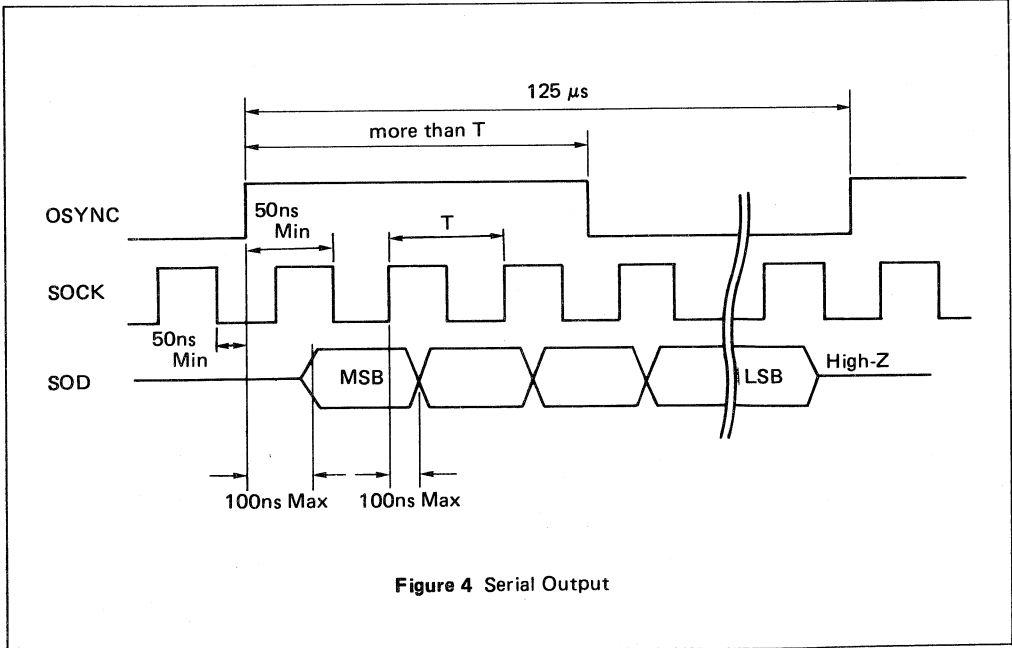 125 μs
more than T
OSYNC
50ns
Min
T
SOCK
50ns
Min
SOD
MSB
LSB
High-Z
100ns Max
100ns Max
Figure 4 Serial Output